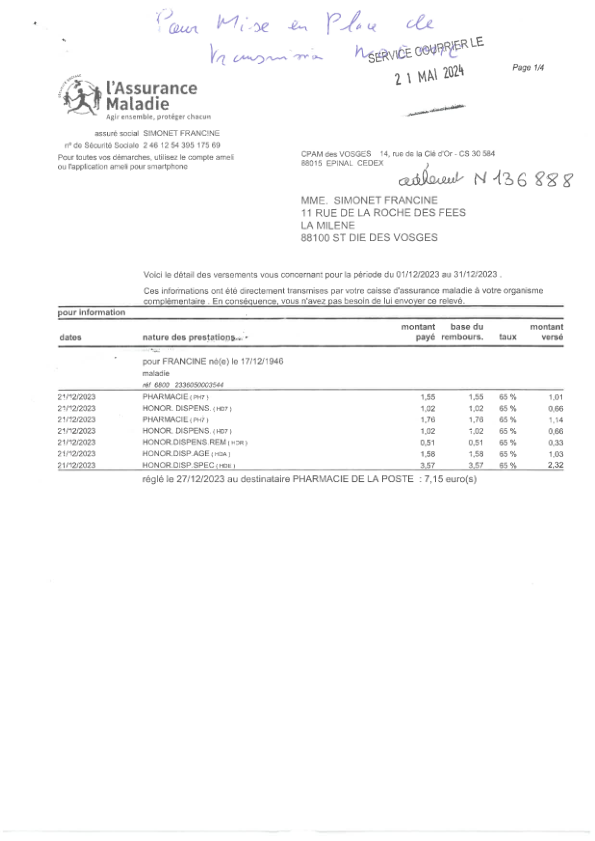 Pour Mise en Place de
transmission
SERVICE COURRIER LE
21 MAI 2024
Page 1/4
l'Assurance
Maladie
Agir ensemble, protéger chacun
assuré social SIMONET FRANCINE
n° de Sécurité Sociale 2 46 12 54 395 175 69
Pour toutes vos démarches, utilisez le compte ameli
ou l'application ameli pour smartphone
CPAM des VOSGES 14, rue de la Clé d'Or - CS 30 584
88015 EPINAL CEDEX
adhérent N 136 888
MME. SIMONET FRANCINE
11 RUE DE LA ROCHE DES FEES
LA MILENE
88100 ST DIE DES VOSGES
Voici le détail des versements vous concernant pour la période du 01/12/2023 au 31/12/2023 .
Ces informations ont été directement transmises par votre caisse d'assurance maladie à votre organisme
complémentaire . En conséquence, vous n'avez pas besoin de lui envoyer ce relevé.
pour information
dates nature des prestations montant payé base du rembours. taux montant versé
pour FRANCINE né(e) le 17/12/1946
maladie
réf 6800 2336050003544
21/12/2023 PHARMACIE ( PH7 ) 1,55 1,55 65 % 1,01
21/12/2023 HONOR. DISPENS. ( HD7 ) 1,02 1,02 65 % 0,66
21/12/2023 PHARMACIE ( PH7 ) 1,76 1,76 65 % 1,14
21/12/2023 HONOR. DISPENS. ( HD7 ) 1,02 1,02 65 % 0,66
21/12/2023 HONOR.DISPENS.REM ( HDR ) 0,51 0,51 65 % 0,33
21/12/2023 HONOR.DISP.AGE ( HDA ) 1,58 1,58 65 % 1,03
21/12/2023 HONOR.DISP.SPEC ( HDE ) 3,57 3,57 65 % 2,32
réglé le 27/12/2023 au destinataire PHARMACIE DE LA POSTE : 7,15 euro(s)